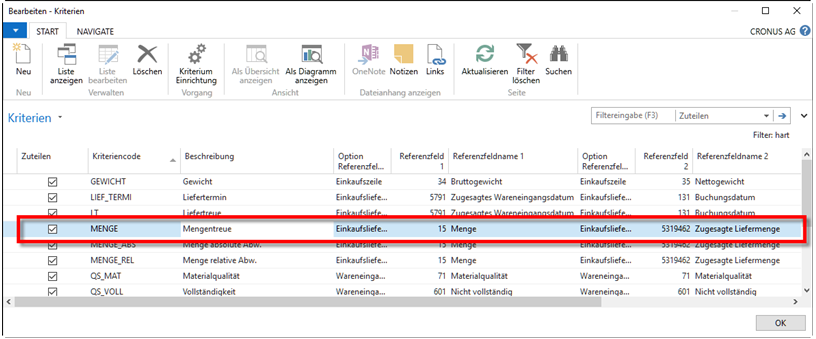 Bearbeiten - Kriterien
START NAVIGATE CRONUS AG
Neu Liste anzeigen Liste bearbeiten Löschen Kriterium Einrichtung Als Übersicht anzeigen Als Diagramm anzeigen OneNote Notizen Links Aktualisieren Filter löschen Suchen
Neu Verwalten Vorgang Ansicht Dateianhang anzeigen Seite
Kriterien Filtereingabe (F3) Zuteilen
Filter: hart
Zuteilen Kriteriencode Beschreibung Option Referenzfel... Referenzfeld 1 Referenzfeldname 1 Option Referenzfel... Referenzfeld 2 Referenzfeldname 2
GEWICHT Gewicht Einkaufszeile 34 Bruttogewicht Einkaufszeile 35 Nettogewicht
LIEF_TERMI Liefertermin Einkaufsliefe... 5791 Zugesagtes Wareneingangsdatum Einkaufsliefe... 131 Buchungsdatum
LT Liefertreue Einkaufsliefe... 5791 Zugesagtes Wareneingangsdatum Einkaufsliefe... 131 Buchungsdatum
MENGE Mengentreue Einkaufsliefe... 15 Menge Einkaufsliefe... 5319462 Zugesagte Liefermenge
MENGE_ABS Menge absolute Abw. Einkaufsliefe... 15 Menge Einkaufsliefe... 5319462 Zugesagte Liefermenge
MENGE_REL Menge relative Abw. Einkaufsliefe... 15 Menge Einkaufsliefe... 5319462 Zugesagte Liefermenge
QS_MAT Materialqualität Wareneinga... 71 Materialqualität Wareneinga... 71 Materialqualität
QS_VOLL Vollständigkeit Wareneinga... 601 Nicht vollständig Wareneinga... 601 Nicht vollständig
OK